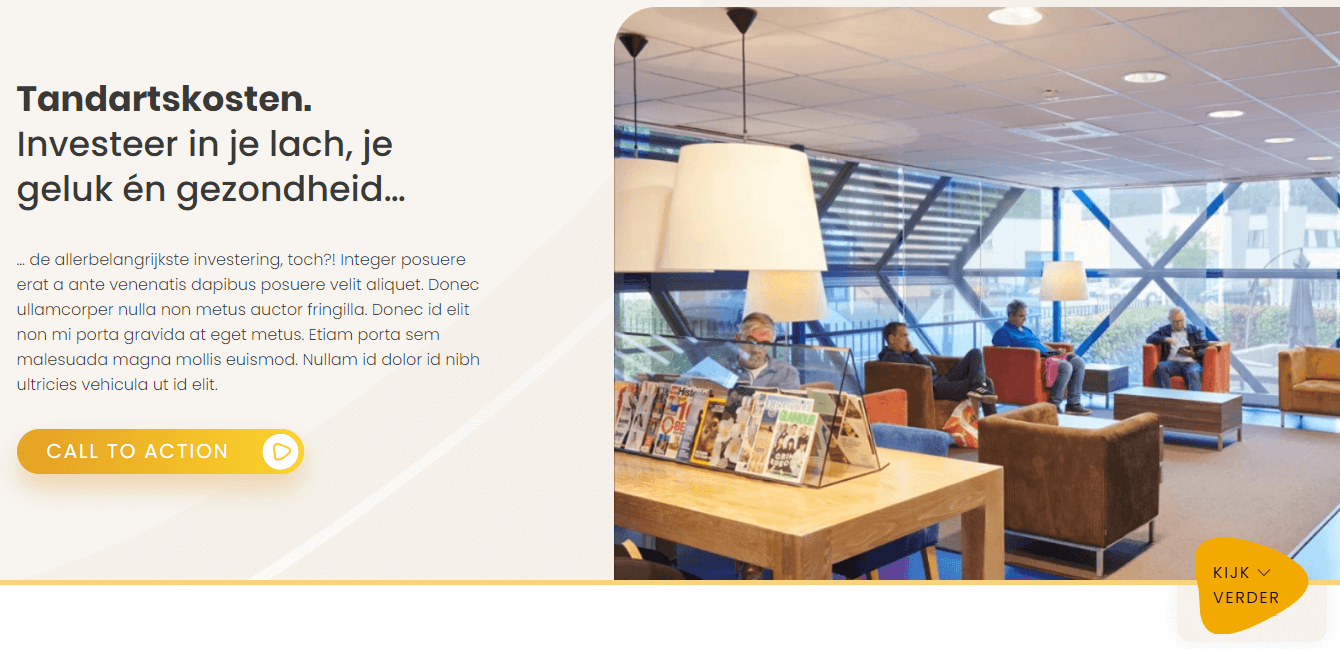 Tandartskosten.
Investeer in je lach, je
geluk én gezondheid...
... de allerbelangrijkste investering, toch?! Integer posuere
erat a ante venenatis dapibus posuere velit aliquet. Donec
ullamcorper nulla non metus auctor fringilla. Donec id elit
non mi porta gravida at eget metus. Etiam porta sem
malesuada magna mollis euismod. Nullam id dolor id nibh
ultricies vehicula ut id elit.
CALL TO ACTION
GLAMOUR
KIJK
VERDER